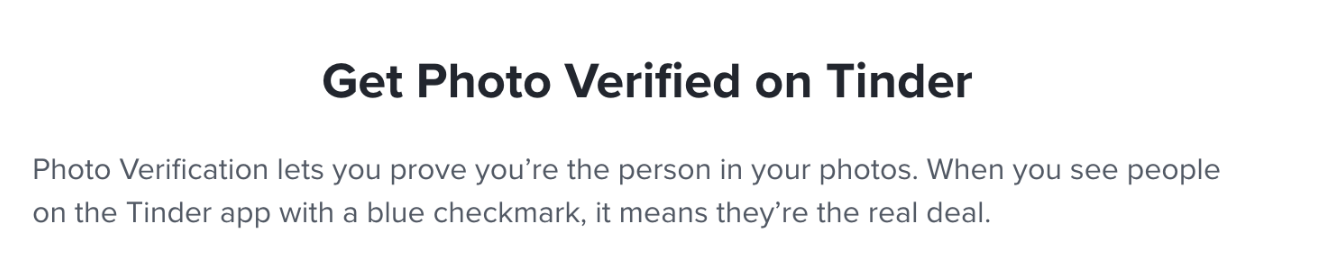 Get Photo Verified on Tinder
Photo Verification lets you prove you’re the person in your photos. When you see people
on the Tinder app with a blue checkmark, it means they’re the real deal.